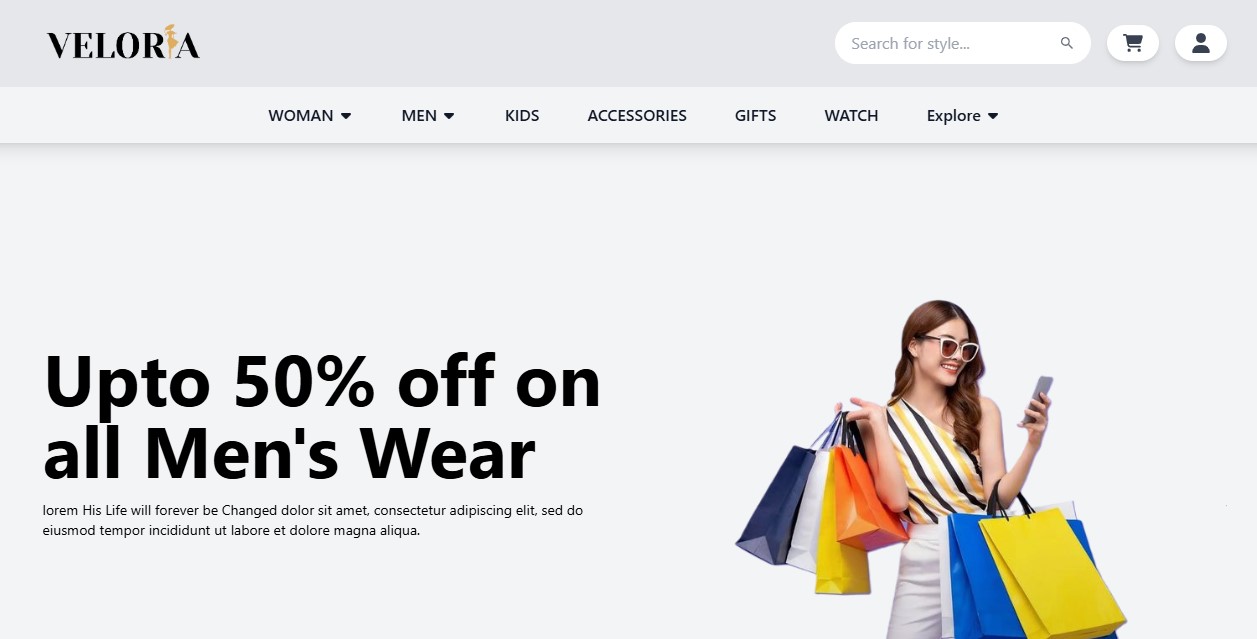 VELORIA
Search for style...
WOMAN MEN KIDS ACCESSORIES GIFTS WATCH Explore
Upto 50% off on
all Men's Wear
lorem His Life will forever be Changed dolor sit amet, consectetur adipiscing elit, sed do
eiusmod tempor incididunt ut labore et dolore magna aliqua.